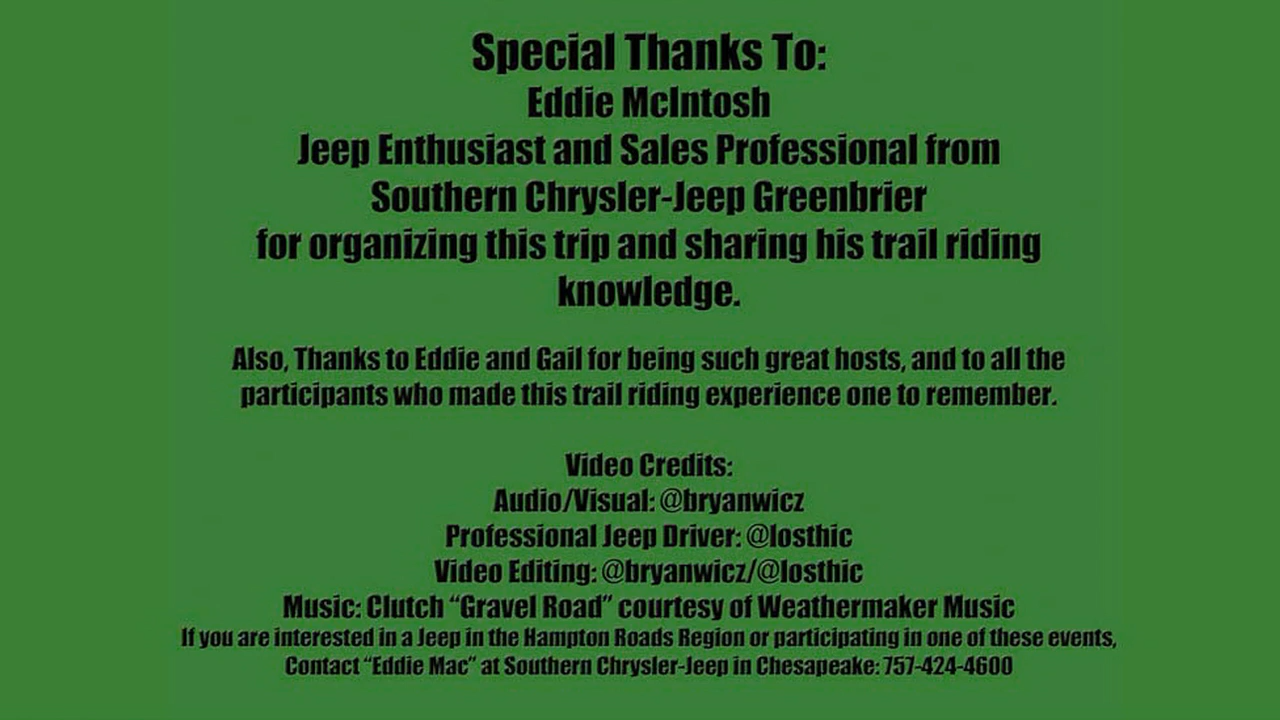 Special Thanks To:
Eddie McIntosh
Jeep Enthusiast and Sales Professional from
Southern Chrysler-Jeep Greenbrier
for organizing this trip and sharing his trail riding
knowledge.
Also, Thanks to Eddie and Gail for being such great hosts, and to all the
participants who made this trail riding experience one to remember.
Video Credits:
Audio/Visual: @bryanwicz
Professional Jeep Driver: @losthic
Video Editing: @bryanwicz/@losthic
Music: Clutch “Gravel Road” courtesy of Weathermaker Music
If you are interested in a Jeep in the Hampton Roads Region or participating in one of these events,
Contact “Eddie Mac” at Southern Chrysler-Jeep in Chesapeake: 757-424-4600